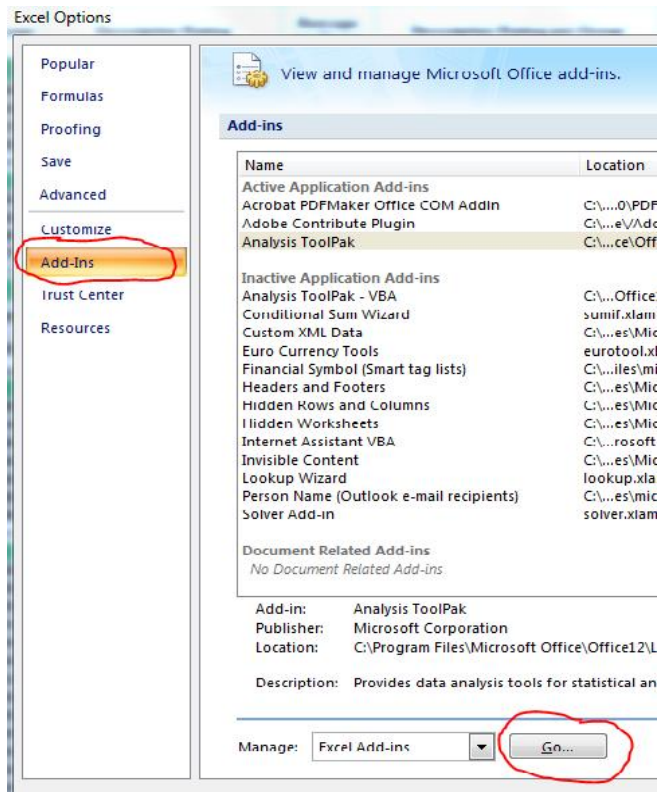 Excel Options
Popular
Formulas
Proofing
Save
Advanced
Customize
Add-Ins
Trust Center
Resources
View and manage Microsoft Office add-ins.
Add-ins
Name Location
Active Application Add-ins
Acrobat PDFMaker Office COM Addin C:\...0\PDF
Adobe Contribute Plugin C:\...e\/Adc
Analysis ToolPak C:\...ce\Off
Inactive Application Add-ins
Analysis ToolPak - VBA C:\...Office
Conditional Sum Wizard sumif.xlam
Custom XML Data C:\...es\Mic
Euro Currency Tools eurotool.xl
Financial Symbol (Smart tag lists) C:\...iles\mi
Headers and Footers C:\...es\Mic
Hidden Rows and Columns C:\...es\Mic
Hidden Worksheets C:\...es\Mic
Internet Assistant VBA C:\...rosoft
Invisible Content C:\...es\Mic
Lookup Wizard lookup.xla
Person Name (Outlook e-mail recipients) C:\...es\mic
Solver Add-in solver.xlam
Document Related Add-ins
No Document Related Add-ins
Add-in: Analysis ToolPak
Publisher: Microsoft Corporation
Location: C:\Program Files\Microsoft Office\Office12\L
Description: Provides data analysis tools for statistical an
Manage: Excel Add-ins Go...